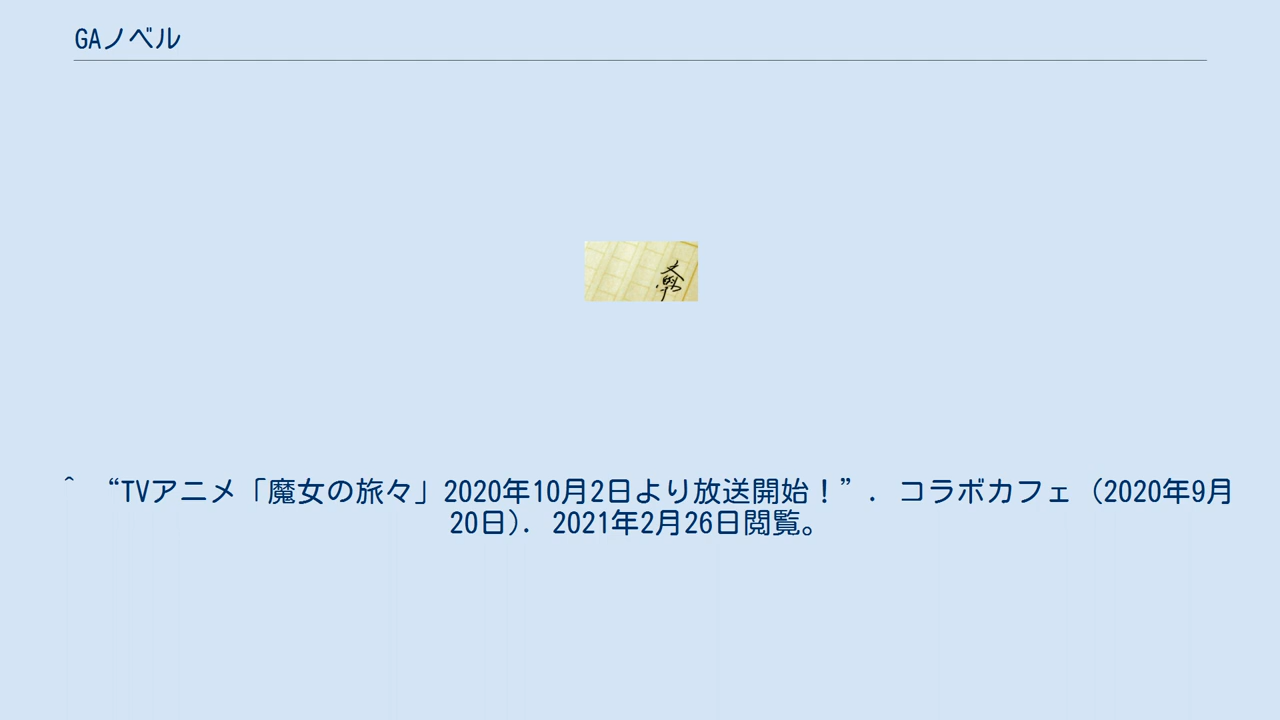 GAノベル
^ “TVアニメ「魔女の旅々」2020年10月2日より放送開始！”. コラボカフェ (2020年9月
20日). 2021年2月26日閲覧。